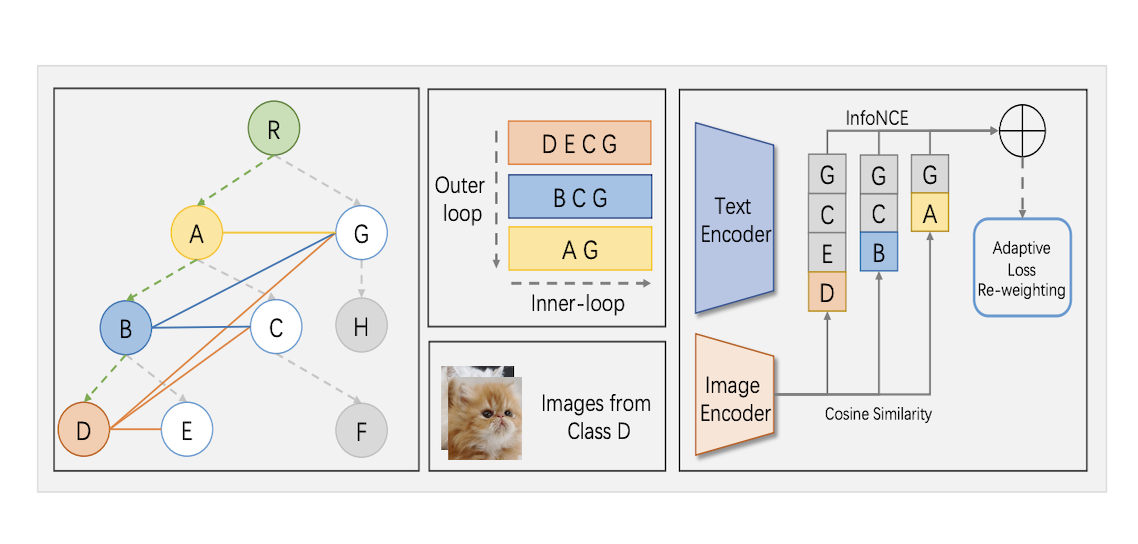 R
A
G
B
C
H
D
E
F
Outer
loop
D E C G
B C G
A G
Inner-loop
Images from
Class D
Text
Encoder
Image
Encoder
InfoNCE
G
C
E
D
G
C
B
G
A
Cosine Similarity
Adaptive
Loss
Re-weighting